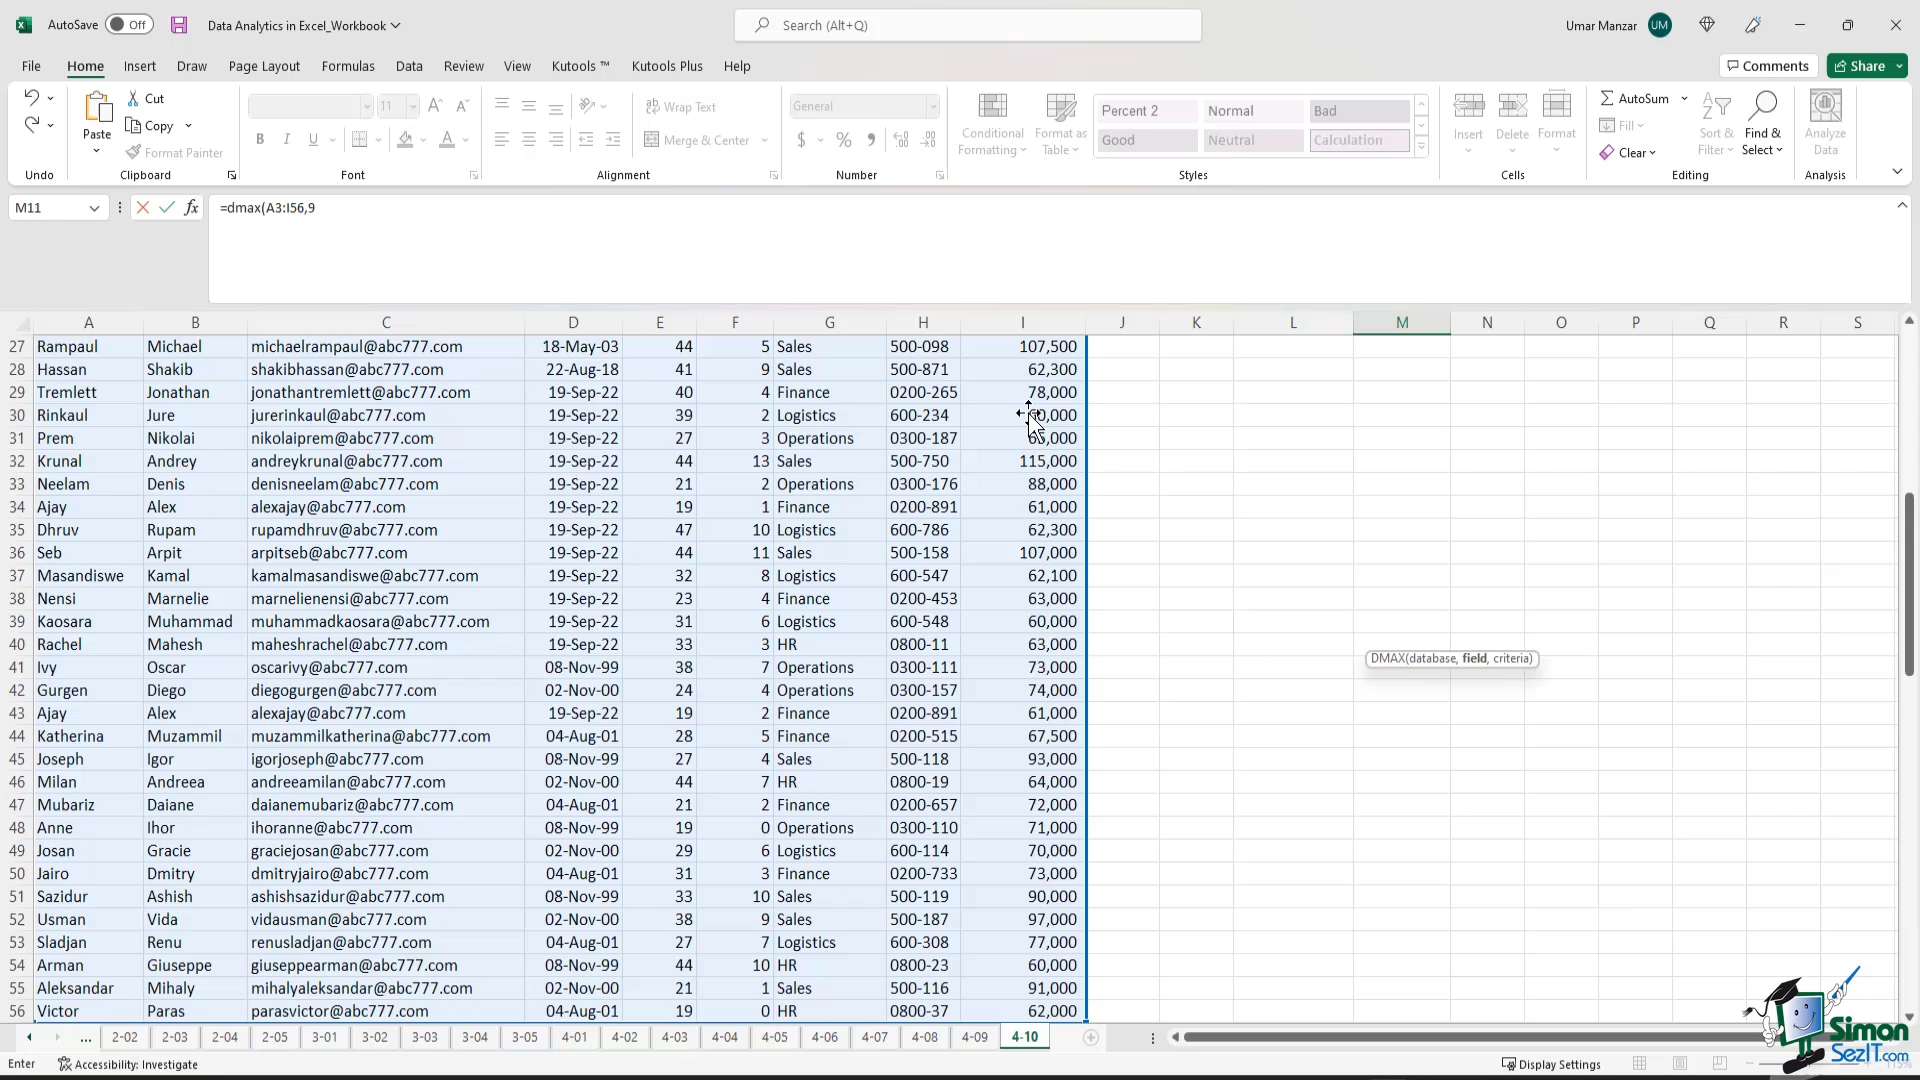 AutoSave Off Data Analytics in Excel_Workbook Search (Alt+Q) Umar Manzar UM
File Home Insert Draw Page Layout Formulas Data Review View Kutools ™ Kutools Plus Help Comments Share
Paste Cut Copy Format Painter 11 Wrap Text Merge & Center General Conditional Formatting Format as Table Percent 2 Normal Bad Good Neutral Calculation Insert Delete Format AutoSum Fill Clear Sort & Filter Find & Select Analyze Data
Undo Clipboard Font Alignment Number Styles Cells Editing Analysis
M11 fx =dmax(A3:I56,9
A B C D E F G H I J K L M N O P Q R S
27 Rampaul Michael michaelrampaul@abc777.com 18-May-03 44 5 Sales 500-098 107,500
28 Hassan Shakib shakibhassan@abc777.com 22-Aug-18 41 9 Sales 500-871 62,300
29 Tremlett Jonathan jonathantremlett@abc777.com 19-Sep-22 40 4 Finance 0200-265 78,000
30 Rinkaul Jure jurerinkaul@abc777.com 19-Sep-22 39 2 Logistics 600-234
31 Prem Nikolai nikolaiprem@abc777.com 19-Sep-22 27 3 Operations 0300-187
32 Krunal Andrey andreykrunal@abc777.com 19-Sep-22 44 13 Sales 500-750 115,000
33 Neelam Denis denisneelam@abc777.com 19-Sep-22 21 2 Operations 0300-176 88,000
34 Ajay Alex alexajay@abc777.com 19-Sep-22 19 1 Finance 0200-891 61,000
35 Dhruv Rupam rupamdhruv@abc777.com 19-Sep-22 47 10 Logistics 600-786 62,300
36 Seb Arpit arpitseb@abc777.com 19-Sep-22 44 11 Sales 500-158 107,000
37 Masandiswe Kamal kamalmasandiswe@abc777.com 19-Sep-22 32 8 Logistics 600-547 62,100
38 Nensi Marnelie marnelienensi@abc777.com 19-Sep-22 23 4 Finance 0200-453 63,000
39 Kaosara Muhammad muhammadkaosara@abc777.com 19-Sep-22 31 6 Logistics 600-548 60,000
40 Rachel Mahesh maheshrachel@abc777.com 19-Sep-22 33 3 HR 0800-11 63,000
41 Ivy Oscar oscarivy@abc777.com 08-Nov-99 38 7 Operations 0300-111 73,000 DMAX(database, field, criteria)
42 Gurgen Diego diegogurgen@abc777.com 02-Nov-00 24 4 Operations 0300-157 74,000
43 Ajay Alex alexajay@abc777.com 19-Sep-22 19 2 Finance 0200-891 61,000
44 Katherina Muzammil muzammilkatherina@abc777.com 04-Aug-01 28 5 Finance 0200-515 67,500
45 Joseph Igor igorjoseph@abc777.com 08-Nov-99 27 4 Sales 500-118 93,000
46 Milan Andreea andreeamilan@abc777.com 02-Nov-00 44 7 HR 0800-19 64,000
47 Mubariz Daiane daianemubariz@abc777.com 04-Aug-01 21 2 Finance 0200-657 72,000
48 Anne Ihor ihoranne@abc777.com 08-Nov-99 19 0 Operations 0300-110 71,000
49 Josan Gracie graciejosan@abc777.com 02-Nov-00 29 6 Logistics 600-114 70,000
50 Jairo Dmitry dmitryjairo@abc777.com 04-Aug-01 31 3 Finance 0200-733 73,000
51 Sazidur Ashish ashishsazidur@abc777.com 08-Nov-99 33 10 Sales 500-119 90,000
52 Usman Vida vidausman@abc777.com 02-Nov-00 38 9 Sales 500-187 97,000
53 Sladjan Renu renusladjan@abc777.com 04-Aug-01 27 7 Logistics 600-308 77,000
54 Arman Giuseppe giuseppearman@abc777.com 08-Nov-99 44 10 HR 0800-23 60,000
55 Aleksandar Mihaly mihalyaleksandar@abc777.com 02-Nov-00 21 1 Sales 500-116 91,000
56 Victor Paras parasvictor@abc777.com 04-Aug-01 19 0 HR 0800-37 62,000
... 2-02 2-03 2-04 2-05 3-01 3-02 3-03 3-04 3-05 4-01 4-02 4-03 4-04 4-05 4-06 4-07 4-08 4-09 4-10
Enter Accessibility: Investigate Display Settings
Simon
SezIT.com